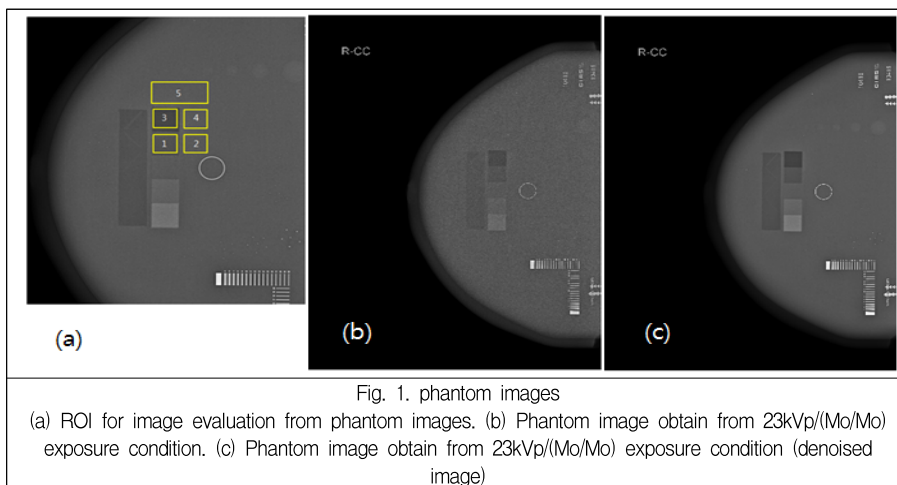 5
3 4
1 2
(a)
R-CC
(b)
R-CC
(c)
Fig. 1. phantom images
(a) ROI for image evaluation from phantom images. (b) Phantom image obtain from 23kVp/(Mo/Mo)
exposure condition. (c) Phantom image obtain from 23kVp/(Mo/Mo) exposure condition (denoised
image)